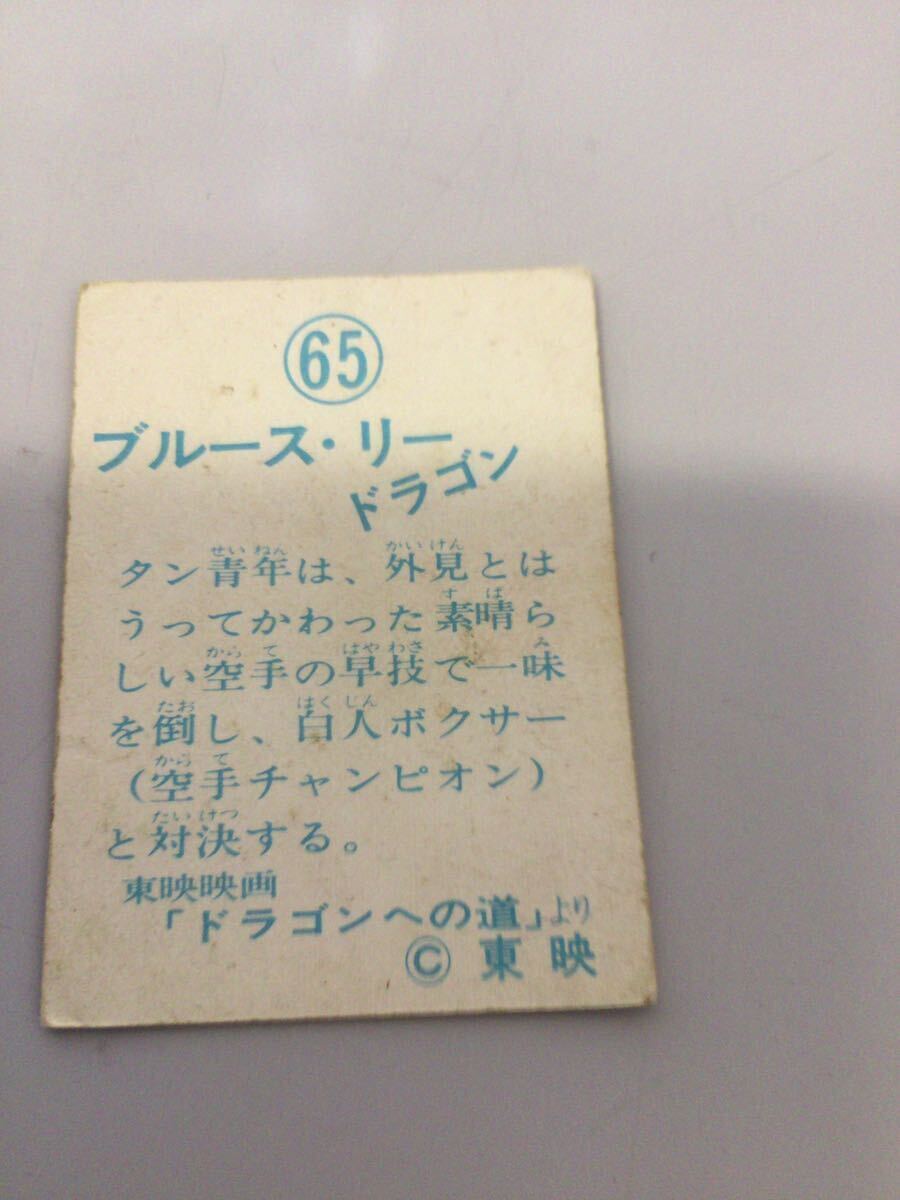 65
ブルース・リー
ドラゴン
タン青年は、外見とは
うってかわった素晴ら
しい空手の早技で一味
を倒し、白人ボクサー
(空手チャンピオン)
と対決する。
東映映画
「ドラゴンへの道」より
© 東映